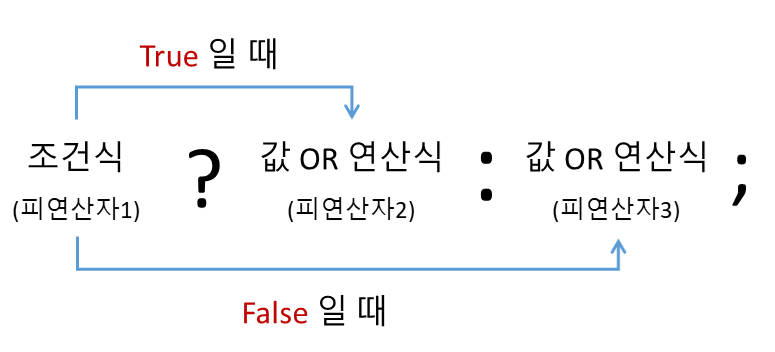 True 일 때
조건식 ? 값 OR 연산식 : 값 OR 연산식 ;
(피연산자1) (피연산자2) (피연산자3)
False 일 때